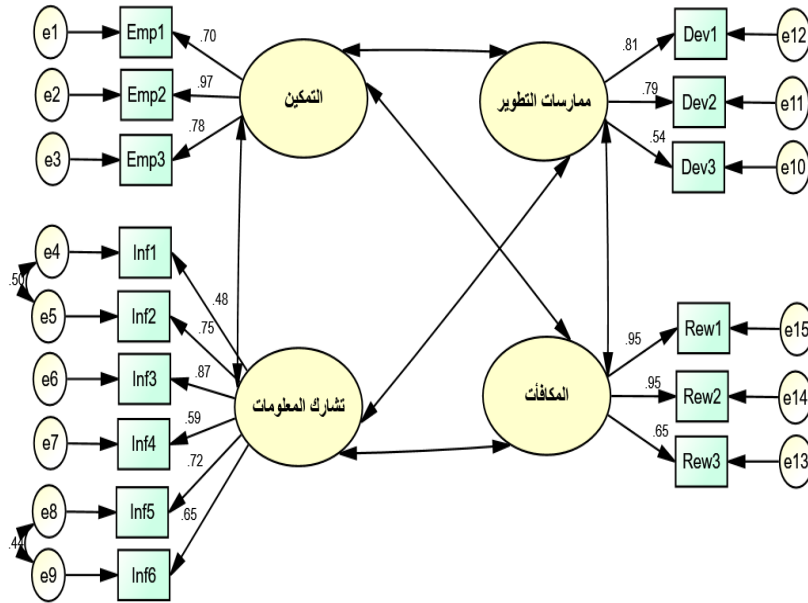 e1
Emp1
.70
e2
Emp2
.97
e3
Emp3
.78
التمكين
ممارسات التطوير
.81
Dev1
e12
.79
Dev2
e11
.54
Dev3
e10
e4
Inf1
.48
.50
e5
Inf2
.75
e6
Inf3
.87
e7
Inf4
.59
e8
Inf5
.72
.44
e9
Inf6
.65
تشارك المعلومات
المكافأت
.95
Rew1
e15
.95
Rew2
e14
.65
Rew3
e13